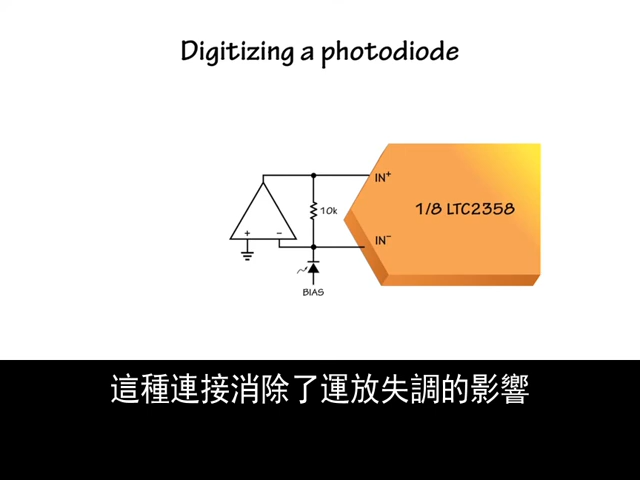 Digitizing a photodiode
IN+
1/8 LTC2358
10k
+ −
IN−
BIAS
這種連接消除了運放失調的影響